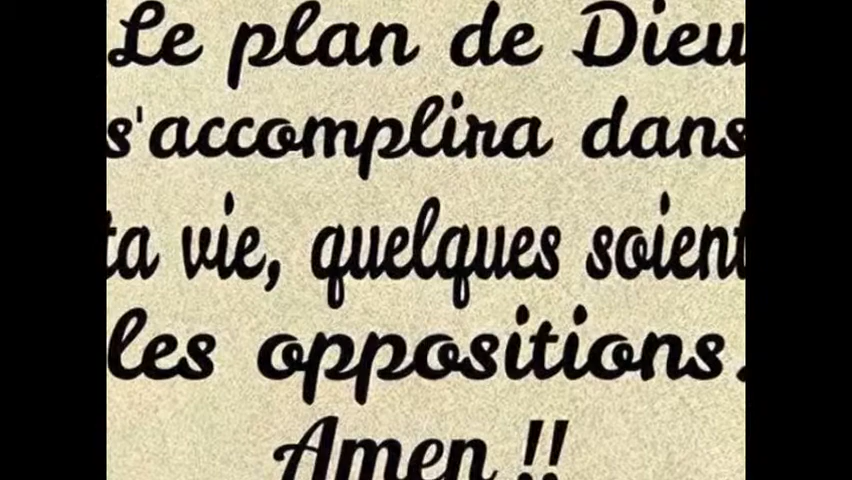 Le plan de Dieu
s'accomplira dans
ta vie, quelques soient
les oppositions.
Amen !!